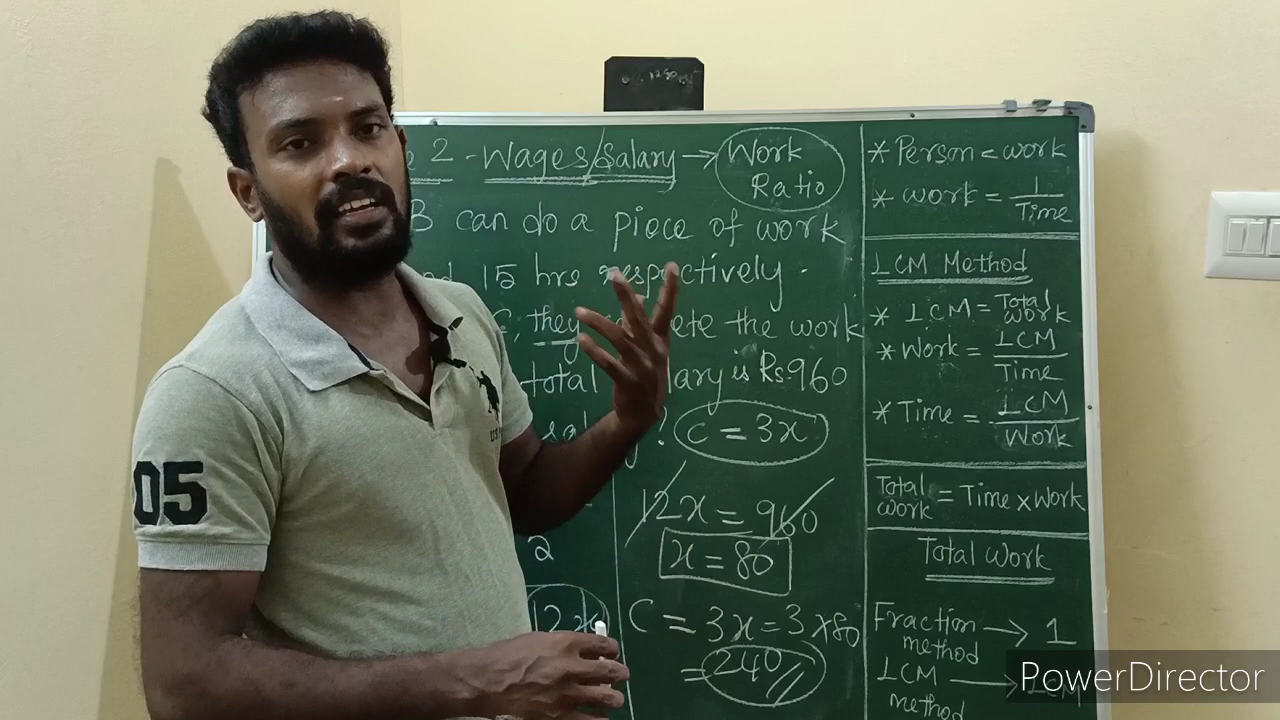 2 - Wages/Salary → Work Ratio
B can do a piece of work
15 hrs respectively.
they the work
total is Rs.960
C = 3x
12x = 960
x = 80
2
12x
C = 3x = 3 x 80
= 240
* Person < work
* work = 1/Time
LCM Method
* LCM = Total work
* Work = LCM/Time
* Time = LCM/Work
Total work = Time x Work
Total Work
Fraction method → 1
LCM method →
05
1280
PowerDirector